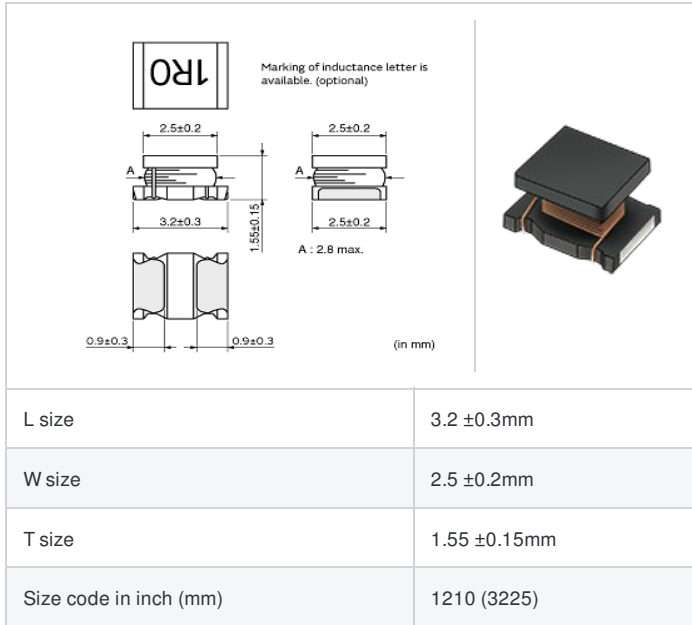 1R0
Marking of inductance letter is
available. (optional)
2.5±0.2
2.5±0.2
A
A
3.2±0.3
1.55±0.15
2.5±0.2
A : 2.8 max.
0.9±0.3
0.9±0.3
(in mm)
L size
3.2 ±0.3mm
W size
2.5 ±0.2mm
T size
1.55 ±0.15mm
Size code in inch (mm)
1210 (3225)